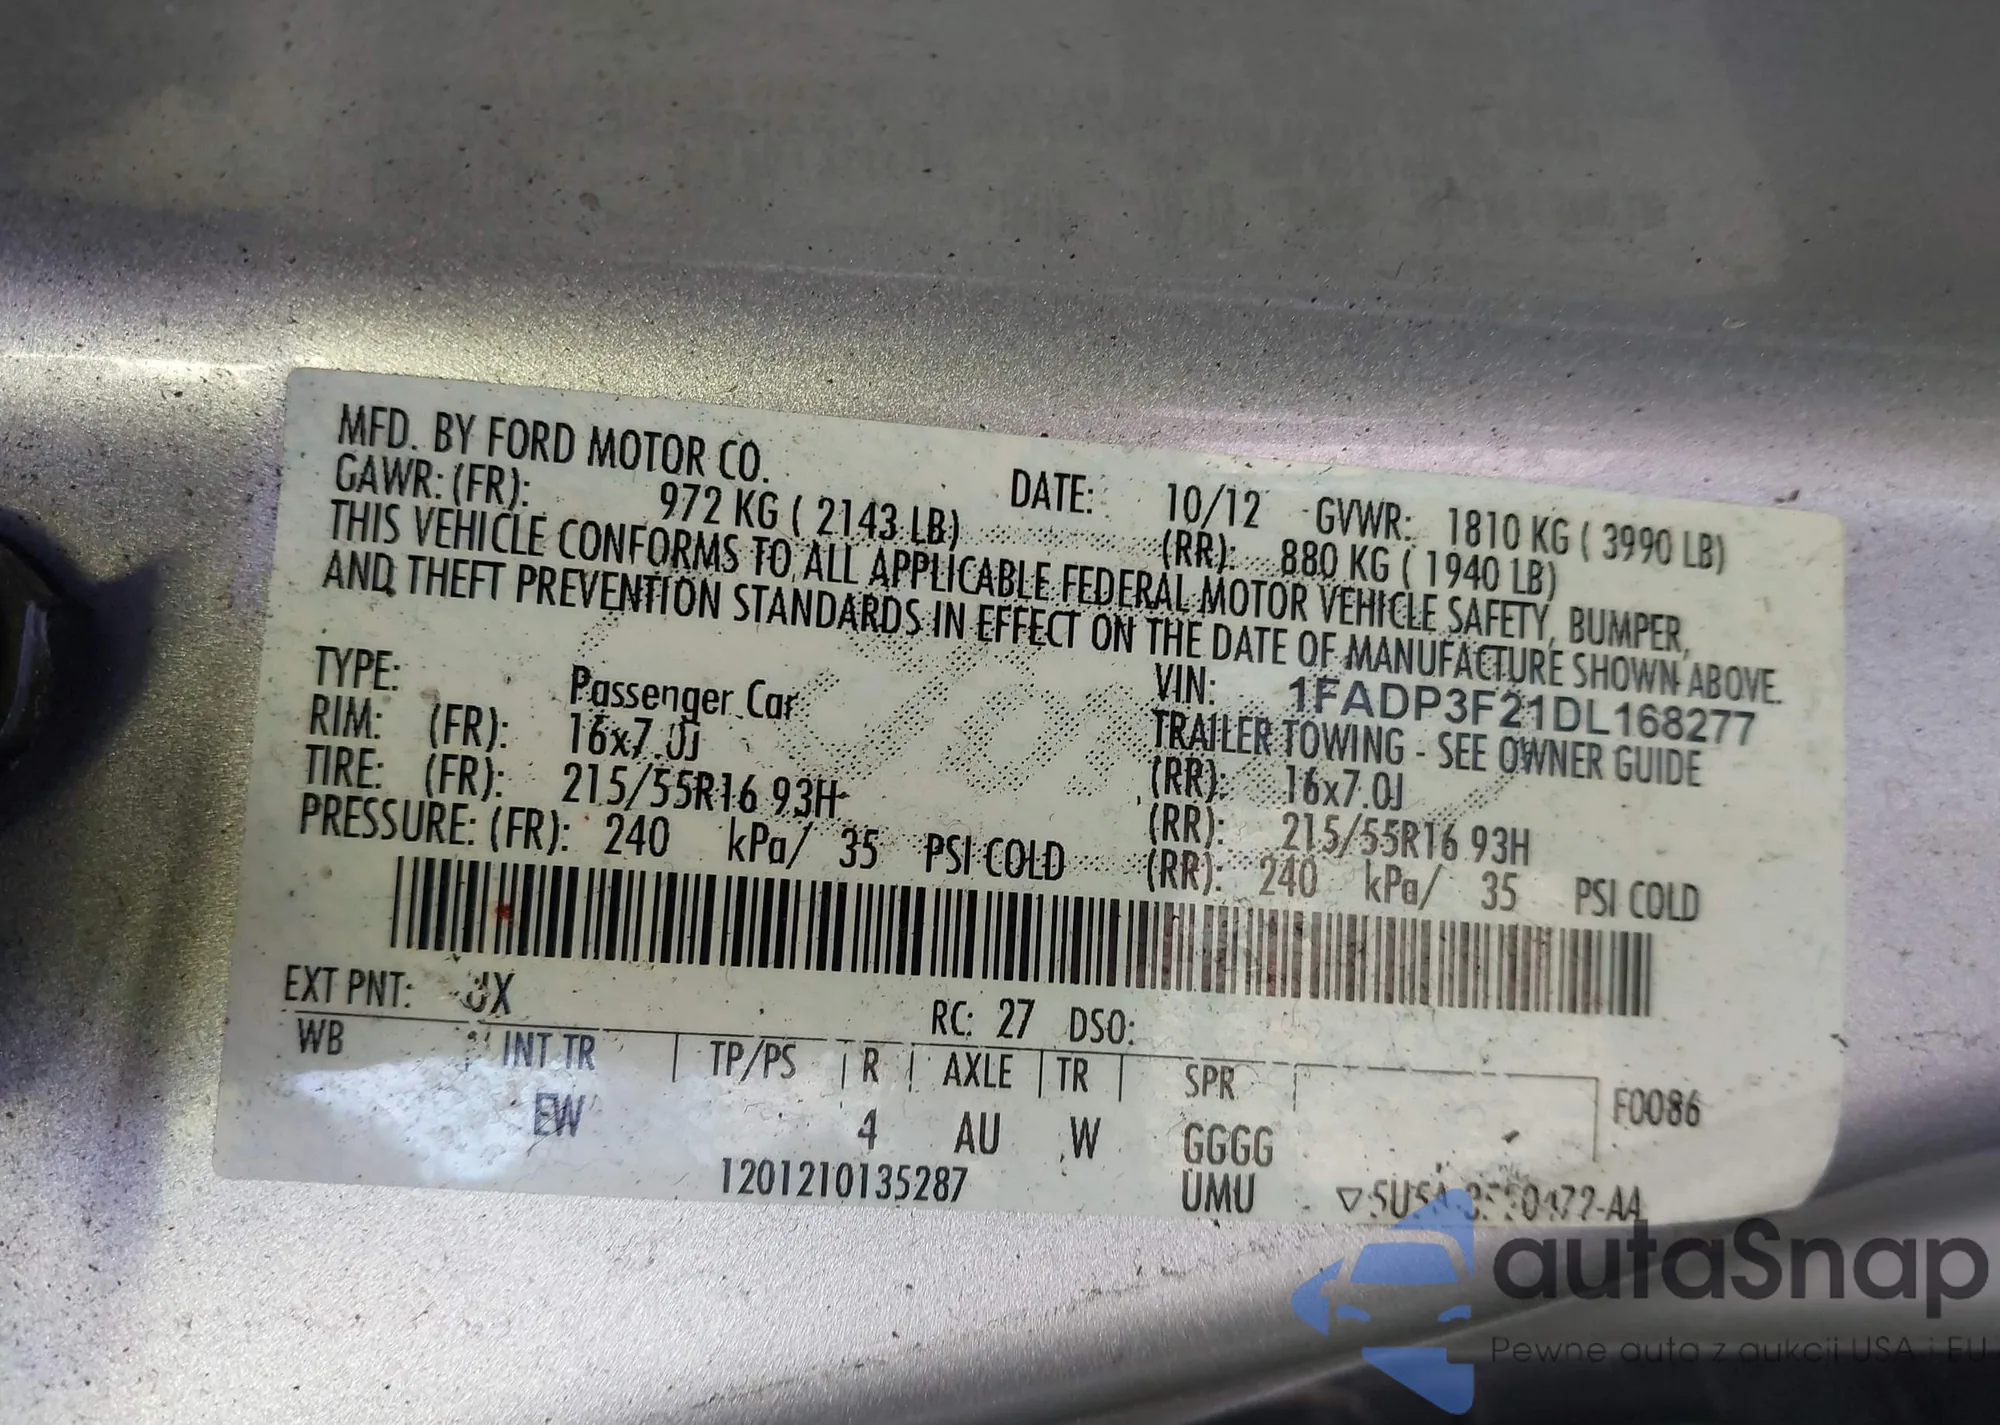 MFD. BY FORD MOTOR CO.
DATE: 10/12 GVWR: 1810 KG ( 3990 LB)
GAWR: (FR): 972 KG ( 2143 LB) (RR): 880 KG ( 1940 LB)
THIS VEHICLE CONFORMS TO ALL APPLICABLE FEDERAL MOTOR VEHICLE SAFETY, BUMPER,
AND THEFT PREVENTION STANDARDS IN EFFECT ON THE DATE OF MANUFACTURE SHOWN ABOVE.
VIN: 1FADP3F21DL168277
TYPE: Passenger Car TRAILER TOWING - SEE OWNER GUIDE
RIM: (FR): 16x7.0J (RR): 16x7.0J
TIRE: (FR): 215/55R16 93H (RR): 215/55R16 93H
PRESSURE: (FR): 240 kPa/ 35 PSI COLD (RR): 240 kPa/ 35 PSI COLD
EXT PNT: RC: 27 DSO:
WB INT TR TP/PS R AXLE TR SPR F0086
EW 4 AU W GGGG
1201210135287 UMU
autaSnap
Pewne auta z aukcji USA i EU